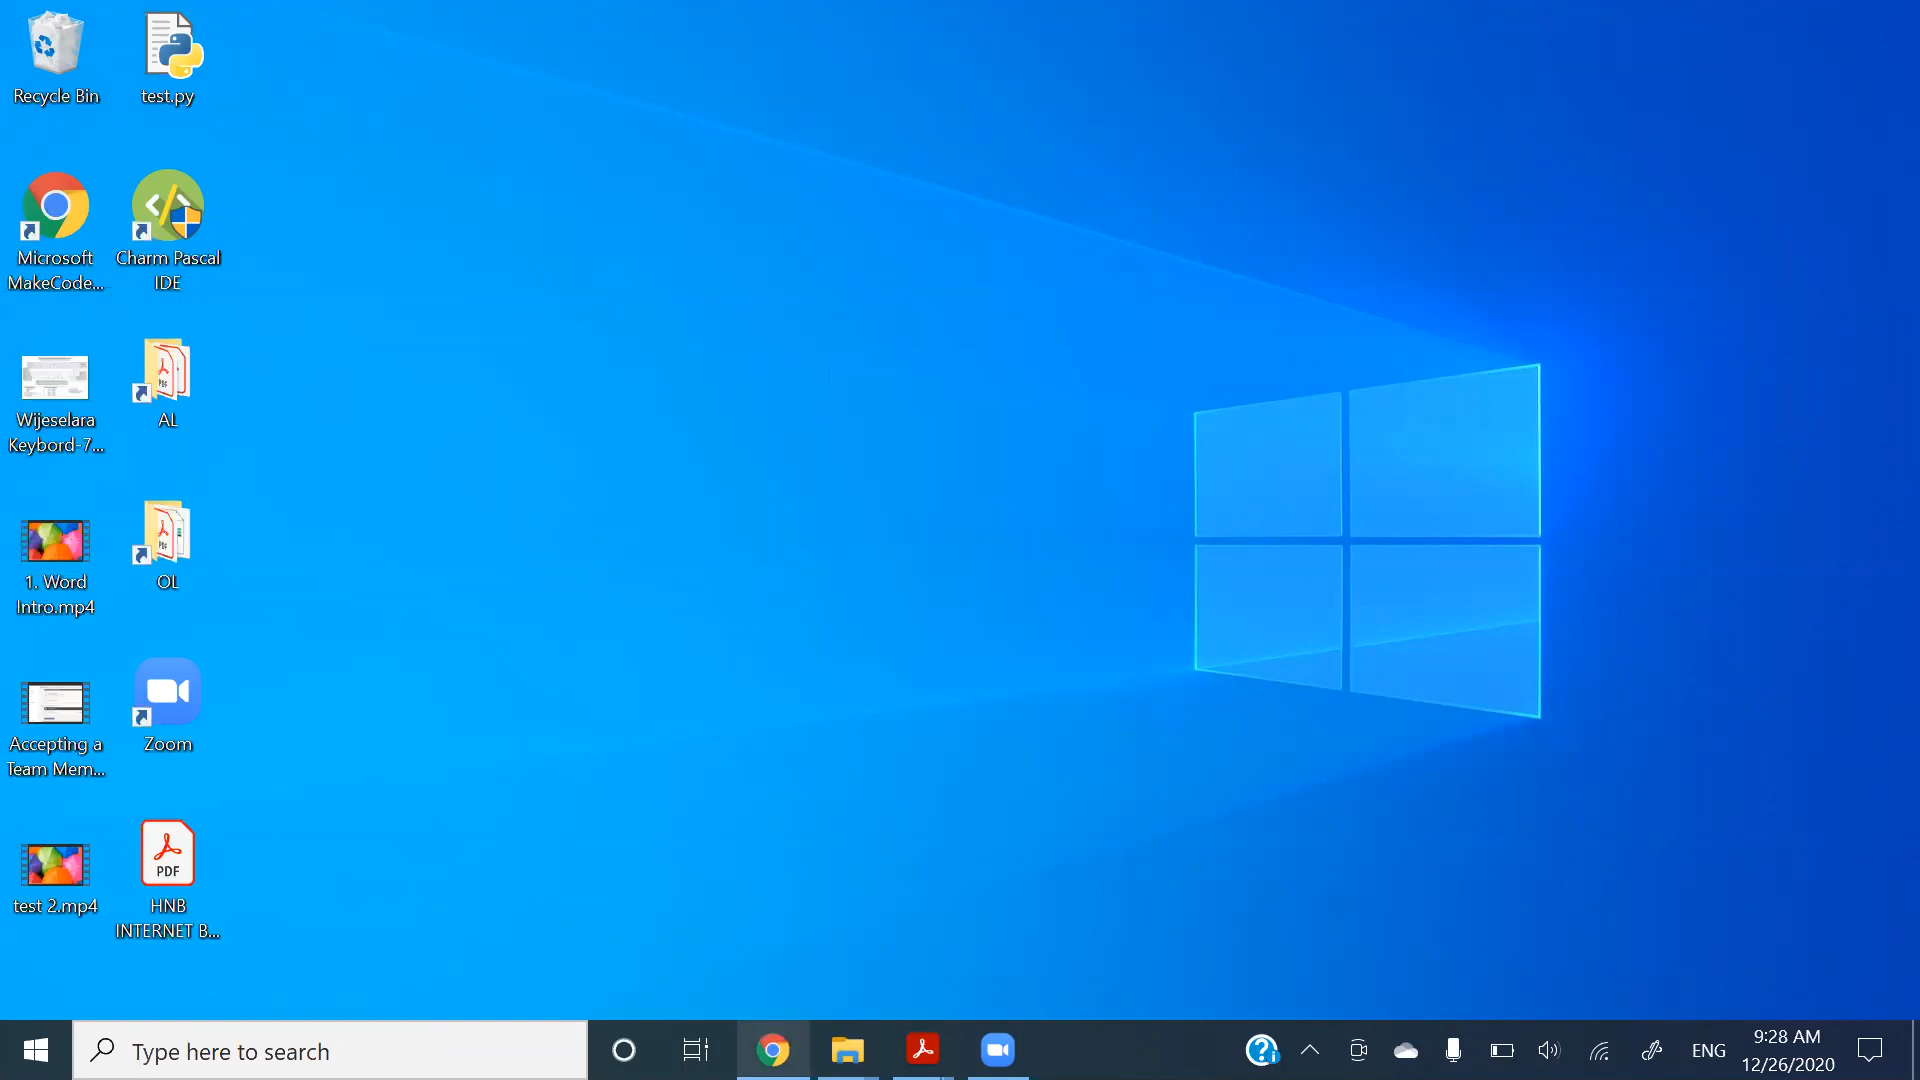 Recycle Bin
test.py
Microsoft
MakeCode...
Charm Pascal
IDE
Wijeselara
Keybord-7...
PDF
AL
1. Word
Intro.mp4
PDF
OL
Accepting a
Team Mem...
Zoom
test 2.mp4
PDF
HNB
INTERNET B...
Type here to search
ENG
9:28 AM
12/26/2020